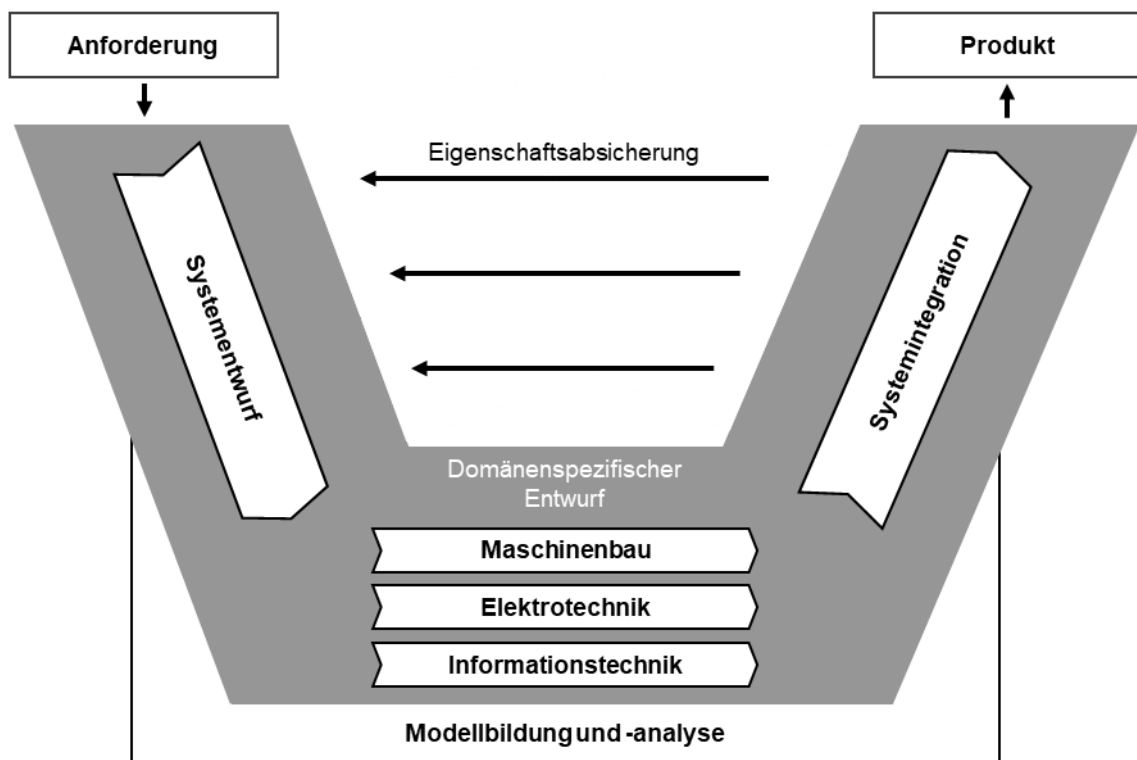 Anforderung
Produkt
Eigenschaftsabsicherung
Systementwurf
Systemintegration
Domänenspezifischer
Entwurf
Maschinenbau
Elektrotechnik
Informationstechnik
Modellbildung und -analyse